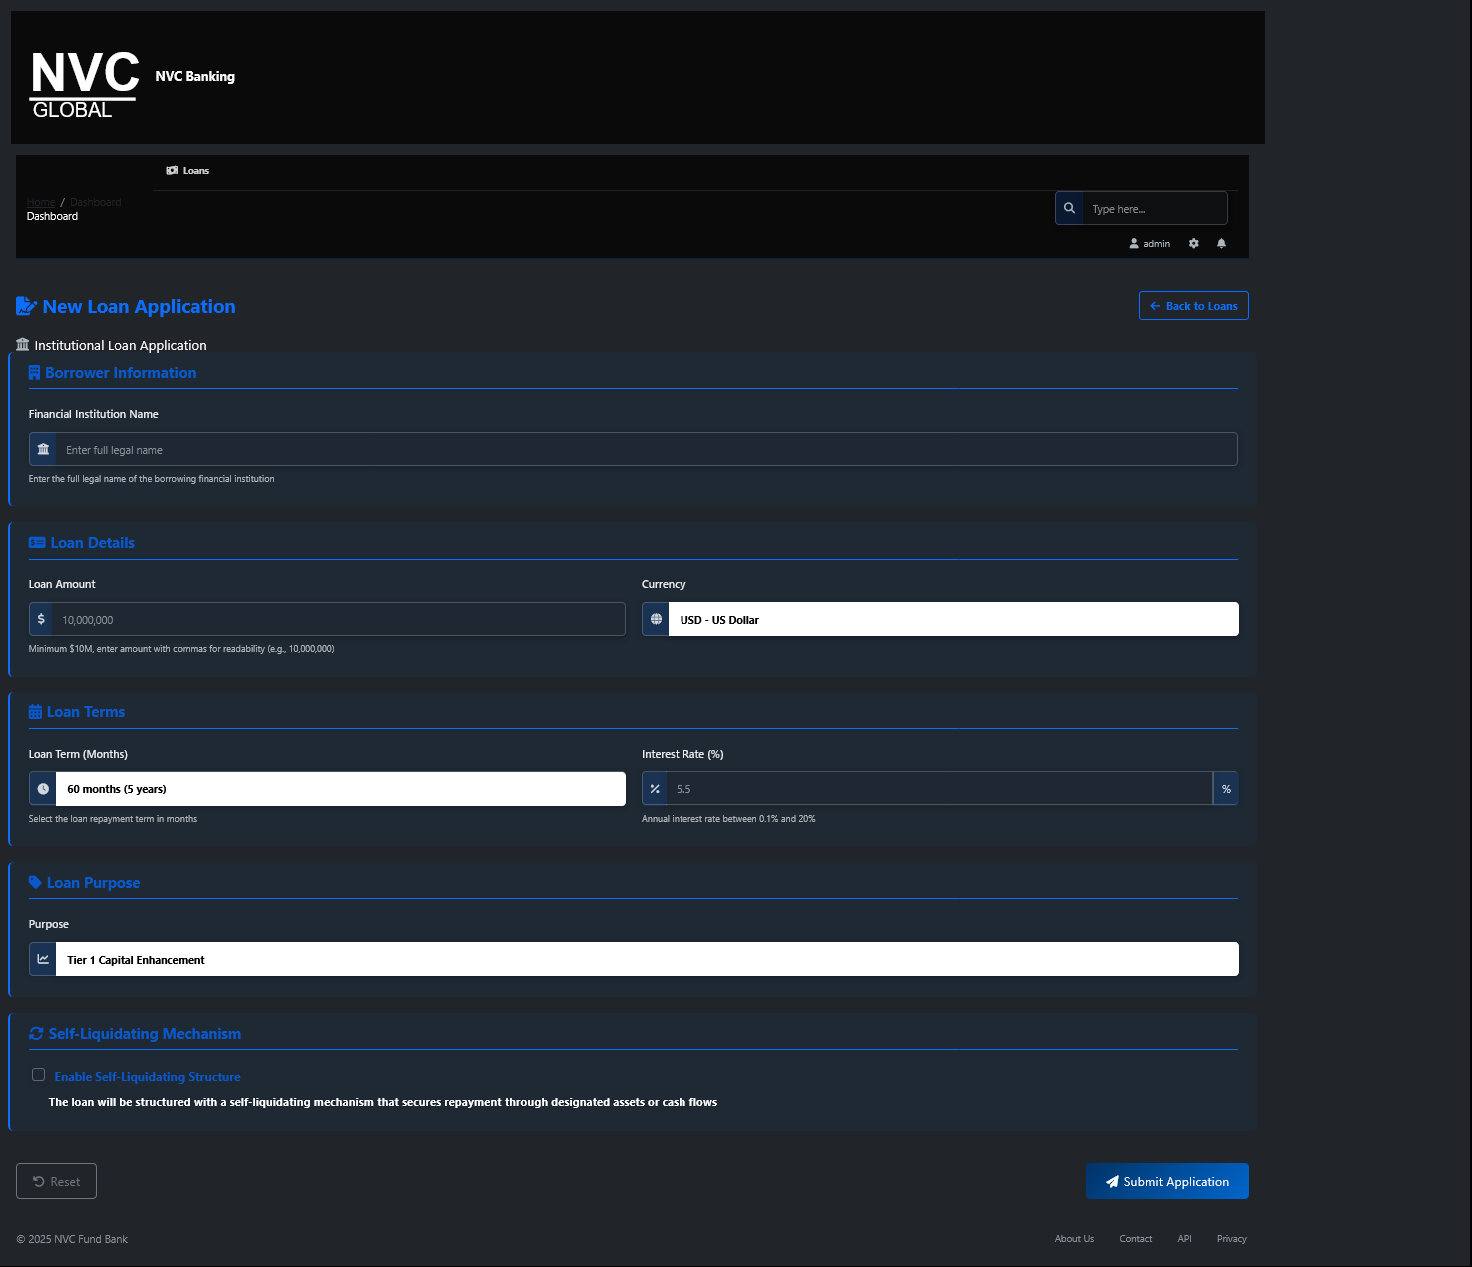 NVC
GLOBAL
NVC Banking
Loans
Home / Dashboard
Dashboard
Type here...
admin
New Loan Application
Back to Loans
Institutional Loan Application
Borrower Information
Financial Institution Name
Enter full legal name
Enter the full legal name of the borrowing financial institution
Loan Details
Loan Amount
Currency
$ 10,000,000
USD - US Dollar
Minimum $10M, enter amount with commas for readability (e.g., 10,000,000)
Loan Terms
Loan Term (Months)
Interest Rate (%)
60 months (5 years)
% 5.5 %
Select the loan repayment term in months
Annual interest rate between 0.1% and 20%
Loan Purpose
Purpose
Tier 1 Capital Enhancement
Self-Liquidating Mechanism
Enable Self-Liquidating Structure
The loan will be structured with a self-liquidating mechanism that secures repayment through designated assets or cash flows
Reset
Submit Application
© 2025 NVC Fund Bank
About Us Contact API Privacy